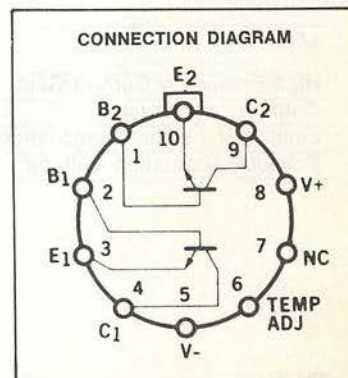 CONNECTION DIAGRAM
E2
B2
C2
10
1
9
B1
2
8
V+
E1
3
7
NC
4
5
6
TEMP
ADJ
C1
V-